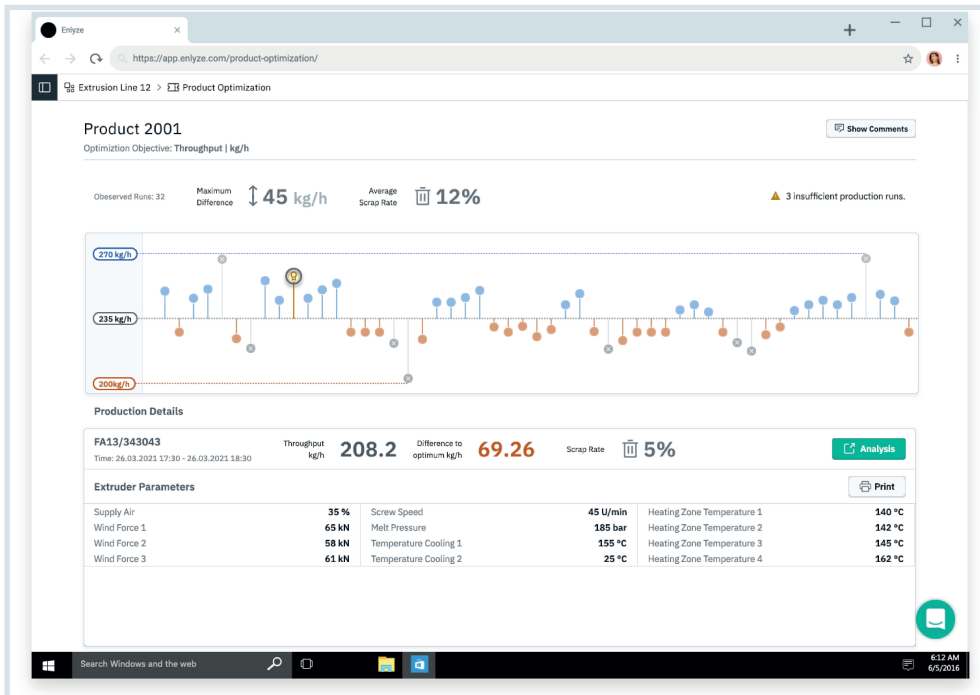 Enlyze
https://app.enlyze.com/product-optimization/
Extrusion Line 12 > Product Optimization
Product 2001
Show Comments
Optimiztion Objective: Throughput | kg/h
Obeserved Runs: 32
Maximum Difference
45 kg/h
Average Scrap Rate
12%
3 insufficient production runs.
270 kg/h
235 kg/h
200kg/h
Production Details
FA13/343043
Time: 26.03.2021 17:30 - 26.03.2021 18:30
Throughput kg/h
208.2
Difference to optimum kg/h
69.26
Scrap Rate
5%
Analysis
Extruder Parameters
Print
Supply Air 35 % Screw Speed 45 U/min Heating Zone Temperature 1 140 °C
Wind Force 1 65 kN Melt Pressure 185 bar Heating Zone Temperature 2 142 °C
Wind Force 2 58 kN Temperature Cooling 1 155 °C Heating Zone Temperature 3 145 °C
Wind Force 3 61 kN Temperature Cooling 2 25 °C Heating Zone Temperature 4 162 °C
Search Windows and the web
6:12 AM
6/5/2016